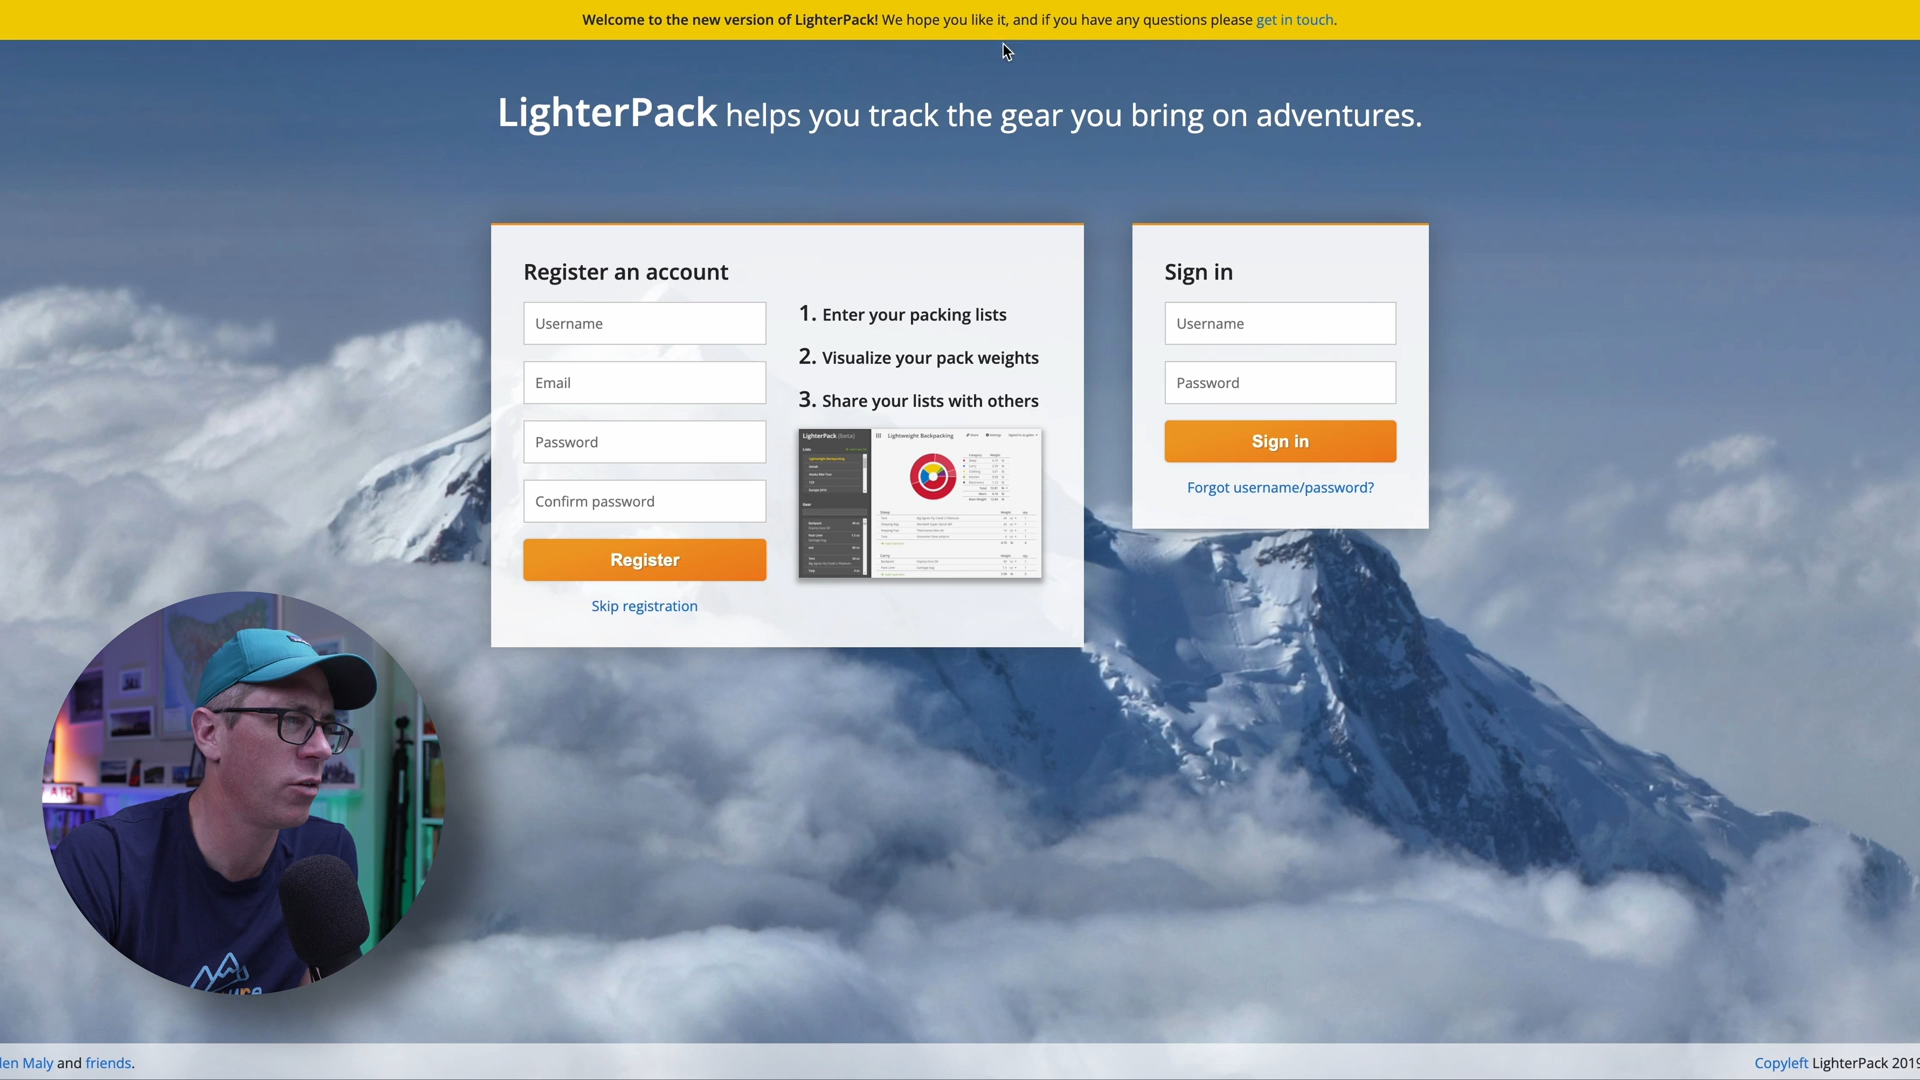 Welcome to the new version of LighterPack! We hope you like it, and if you have any questions please get in touch.
LighterPack helps you track the gear you bring on adventures.
Register an account
Username
Email
Password
Confirm password
Register
Skip registration
1. Enter your packing lists
2. Visualize your pack weights
3. Share your lists with others
LighterPack (beta)
Lightweight Backpacking
Sign in
Username
Password
Sign in
Forgot username/password?
AIR
len Maly and friends.
Copyleft LighterPack 2019